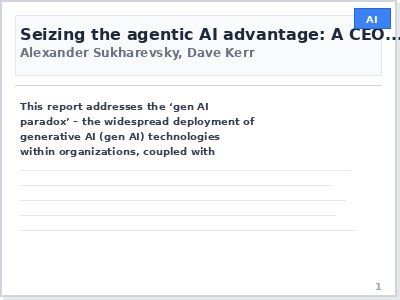 AI
Seizing the agentic AI advantage: A CEO...
Alexander Sukharevsky, Dave Kerr
This report addresses the ‘gen AI
paradox’ – the widespread deployment of
generative AI (gen AI) technologies
within organizations, coupled with
1